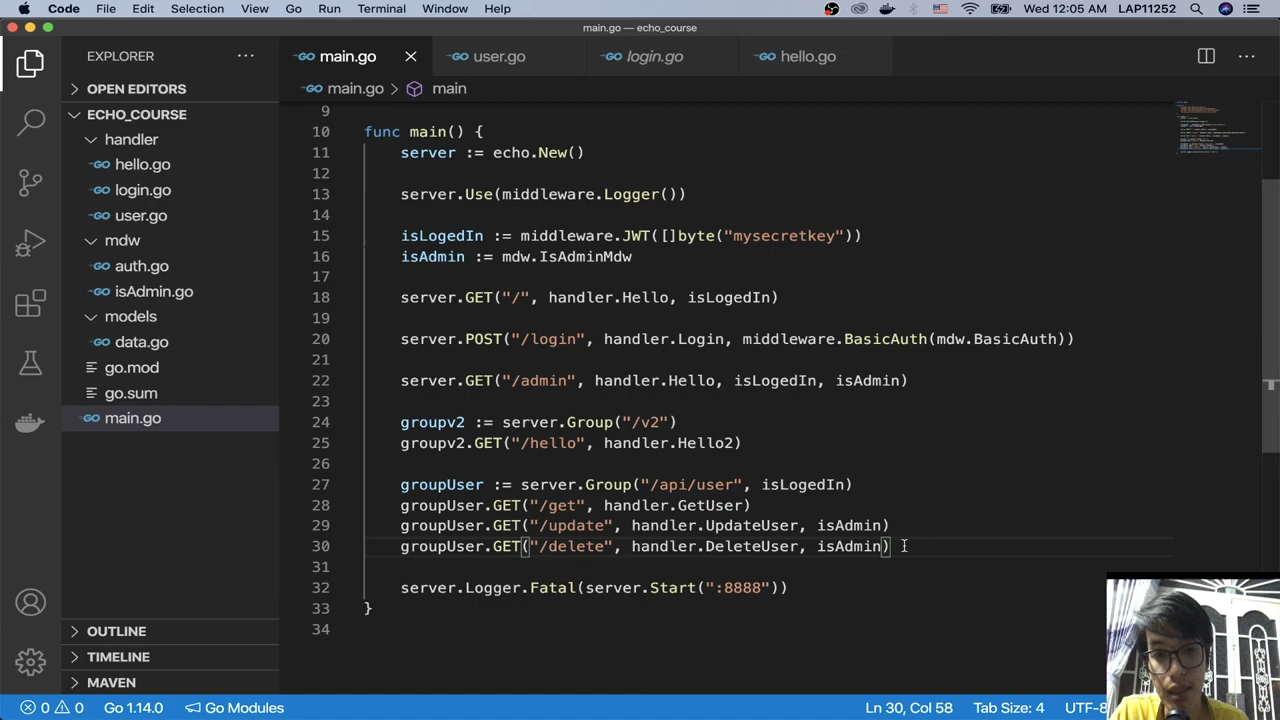 Code File Edit Selection View Go Run Terminal Window Help Wed 12:05 AM LAP11252
main.go — echo_course
EXPLORER
main.go user.go login.go hello.go
main.go > main
OPEN EDITORS
ECHO_COURSE
handler
hello.go
login.go
user.go
mdw
auth.go
isAdmin.go
models
data.go
go.mod
go.sum
main.go
OUTLINE
TIMELINE
MAVEN
9
10 func main() {
11 server := echo.New()
12
13 server.Use(middleware.Logger())
14
15 isLogedIn := middleware.JWT([]byte("mysecretkey"))
16 isAdmin := mdw.IsAdminMdw
17
18 server.GET("/", handler.Hello, isLogedIn)
19
20 server.POST("/login", handler.Login, middleware.BasicAuth(mdw.BasicAuth))
21
22 server.GET("/admin", handler.Hello, isLogedIn, isAdmin)
23
24 groupv2 := server.Group("/v2")
25 groupv2.GET("/hello", handler.Hello2)
26
27 groupUser := server.Group("/api/user", isLogedIn)
28 groupUser.GET("/get", handler.GetUser)
29 groupUser.GET("/update", handler.UpdateUser, isAdmin)
30 groupUser.GET("/delete", handler.DeleteUser, isAdmin)
31
32 server.Logger.Fatal(server.Start(":8888"))
33 }
34
0 0 Go 1.14.0 Go Modules Ln 30, Col 58 Tab Size: 4 UTF-8